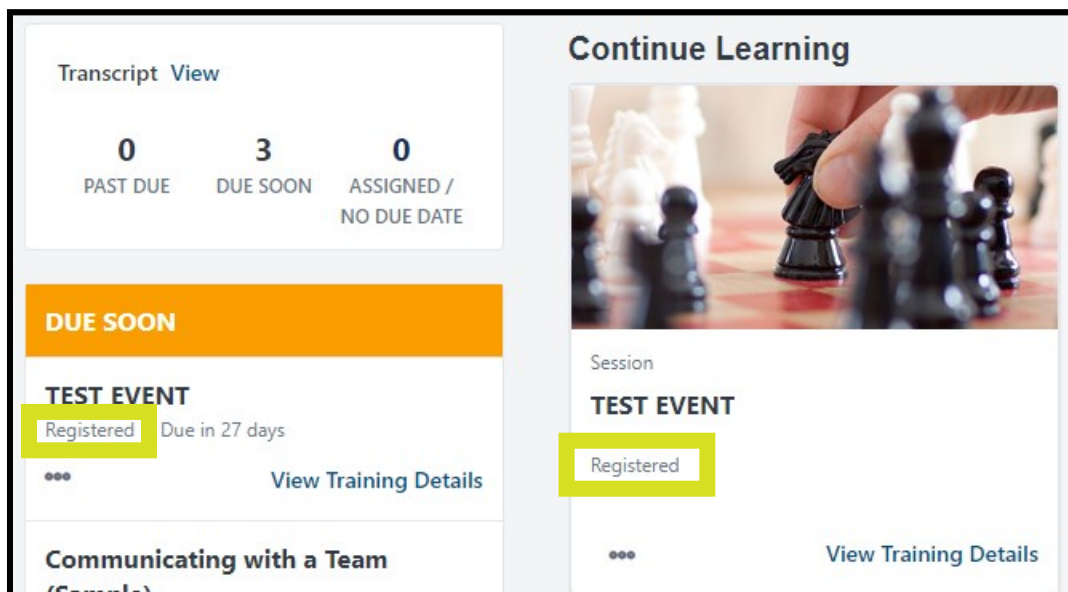 Transcript View
0 3 0
PAST DUE DUE SOON ASSIGNED /
NO DUE DATE
DUE SOON
TEST EVENT
Registered Due in 27 days
View Training Details
Communicating with a Team
(Sample)
Continue Learning
Session
TEST EVENT
Registered
View Training Details